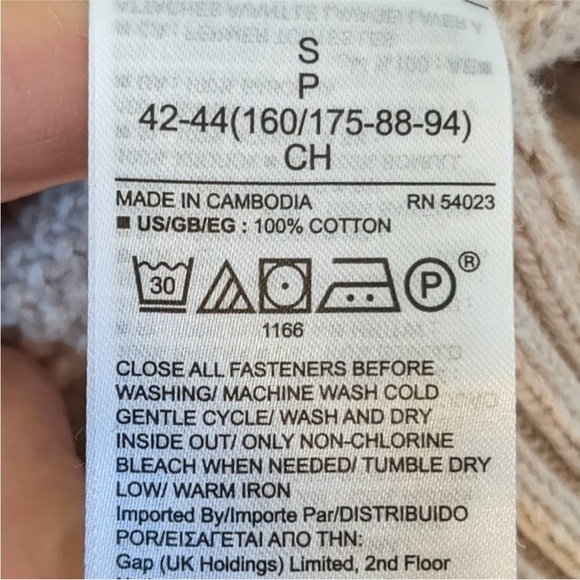 S
P
42-44(160/175-88-94)
CH
MADE IN CAMBODIA RN 54023
■ US/GB/EG : 100% COTTON
30 P ®
1166
CLOSE ALL FASTENERS BEFORE
WASHING/ MACHINE WASH COLD
GENTLE CYCLE/ WASH AND DRY
INSIDE OUT/ ONLY NON-CHLORINE
BLEACH WHEN NEEDED/ TUMBLE DRY
LOW/ WARM IRON
Imported By/Importe Par/DISTRIBUIDO
POR/ΕΙΣΑΓΕΤΑΙ ΑΠΟ ΤΗΝ:
Gap (UK Holdings) Limited, 2nd Floor